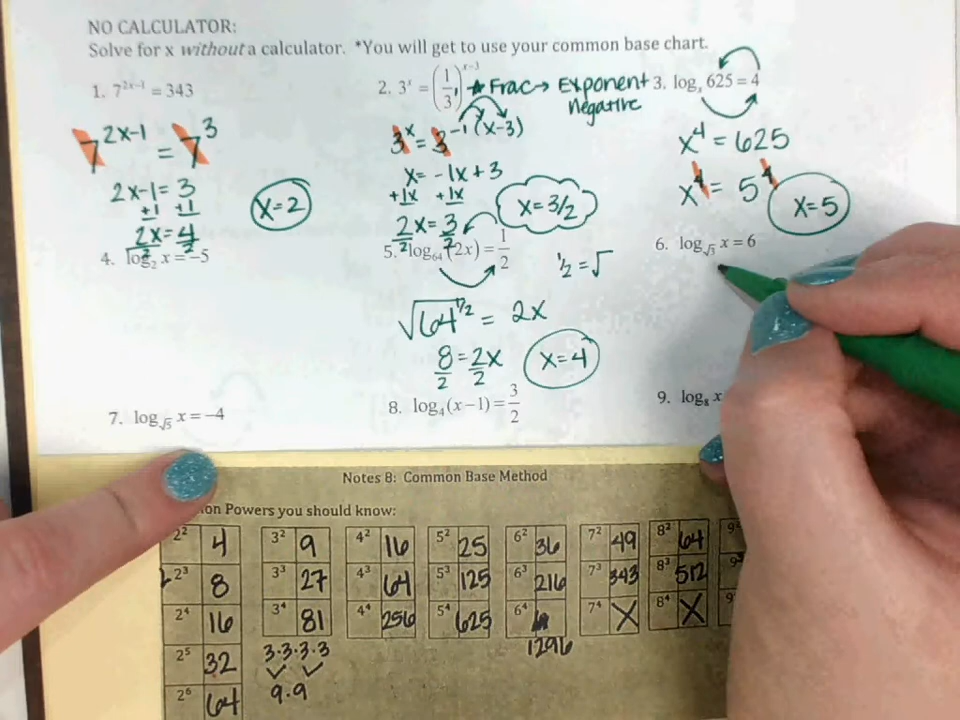 NO CALCULATOR:
Solve for x without a calculator. *You will get to use your common base chart.
1. 7^(2x−1) = 343
7^(2x-1) = 7^3
2x-1=3
+1 +1
2x=4
2 2
x=2
2. 3^x = (1/3)^(x−3)
★Frac→ Exponent negative
3^x = 3^(-1(x-3))
x= -1x+3
+1x +1x
2x=3
2 2
x=3/2
3. log_x 625 = 4
x^4 = 625
x^4 = 5^4
x=5
4. log_2 x = −5
5. log_64 (2x) = 1/2
1/2 = √
√64^(1/2) = 2x
8=2x
2 2
x=4
6. log_√3 x = 6
7. log_√5 x = −4
8. log_4 (x−1) = 3/2
9. log_8 x
Notes 8: Common Base Method
Powers you should know:
2^2 4 3^2 9 4^2 16 5^2 25 6^2 36 7^2 49 8^2 64
2^3 8 3^3 27 4^3 64 5^3 125 6^3 216 7^3 343 8^3 512
2^4 16 3^4 81 4^4 256 5^4 625 6^4 1296 7^4 X 8^4 X
2^5 32 3·3·3·3
2^6 64 9·9